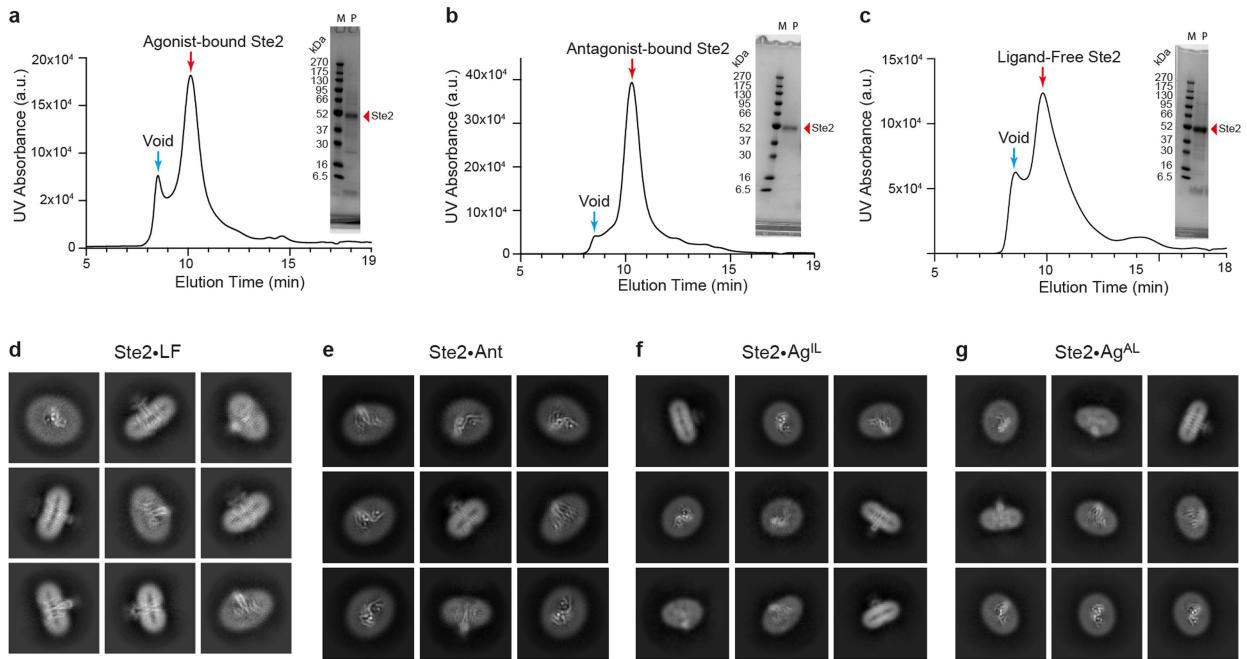 a
Agonist-bound Ste2
Void
UV Absorbance (a.u.)
20x10⁴
15x10⁴
10x10⁴
2x10⁴
0
5
10
15
19
Elution Time (min)
M P
kDa
270
175
130
95
66
52
37
30
16
6.5
Ste2
b
Antagonist-bound Ste2
Void
UV Absorbance (a.u.)
40x10⁴
20x10⁴
10x10⁴
0
5
10
15
19
Elution Time (min)
M P
kDa
270
175
130
95
66
52
37
30
16
6.5
Ste2
c
Ligand-Free Ste2
Void
UV Absorbance (a.u.)
15x10⁴
10x10⁴
5x10⁴
0
5
10
15
18
Elution Time (min)
M P
kDa
270
175
130
95
66
52
37
30
16
6.5
Ste2
d
Ste2•LF
e
Ste2•Ant
f
Ste2•Agᴵᴸ
g
Ste2•Agᴬᴸ